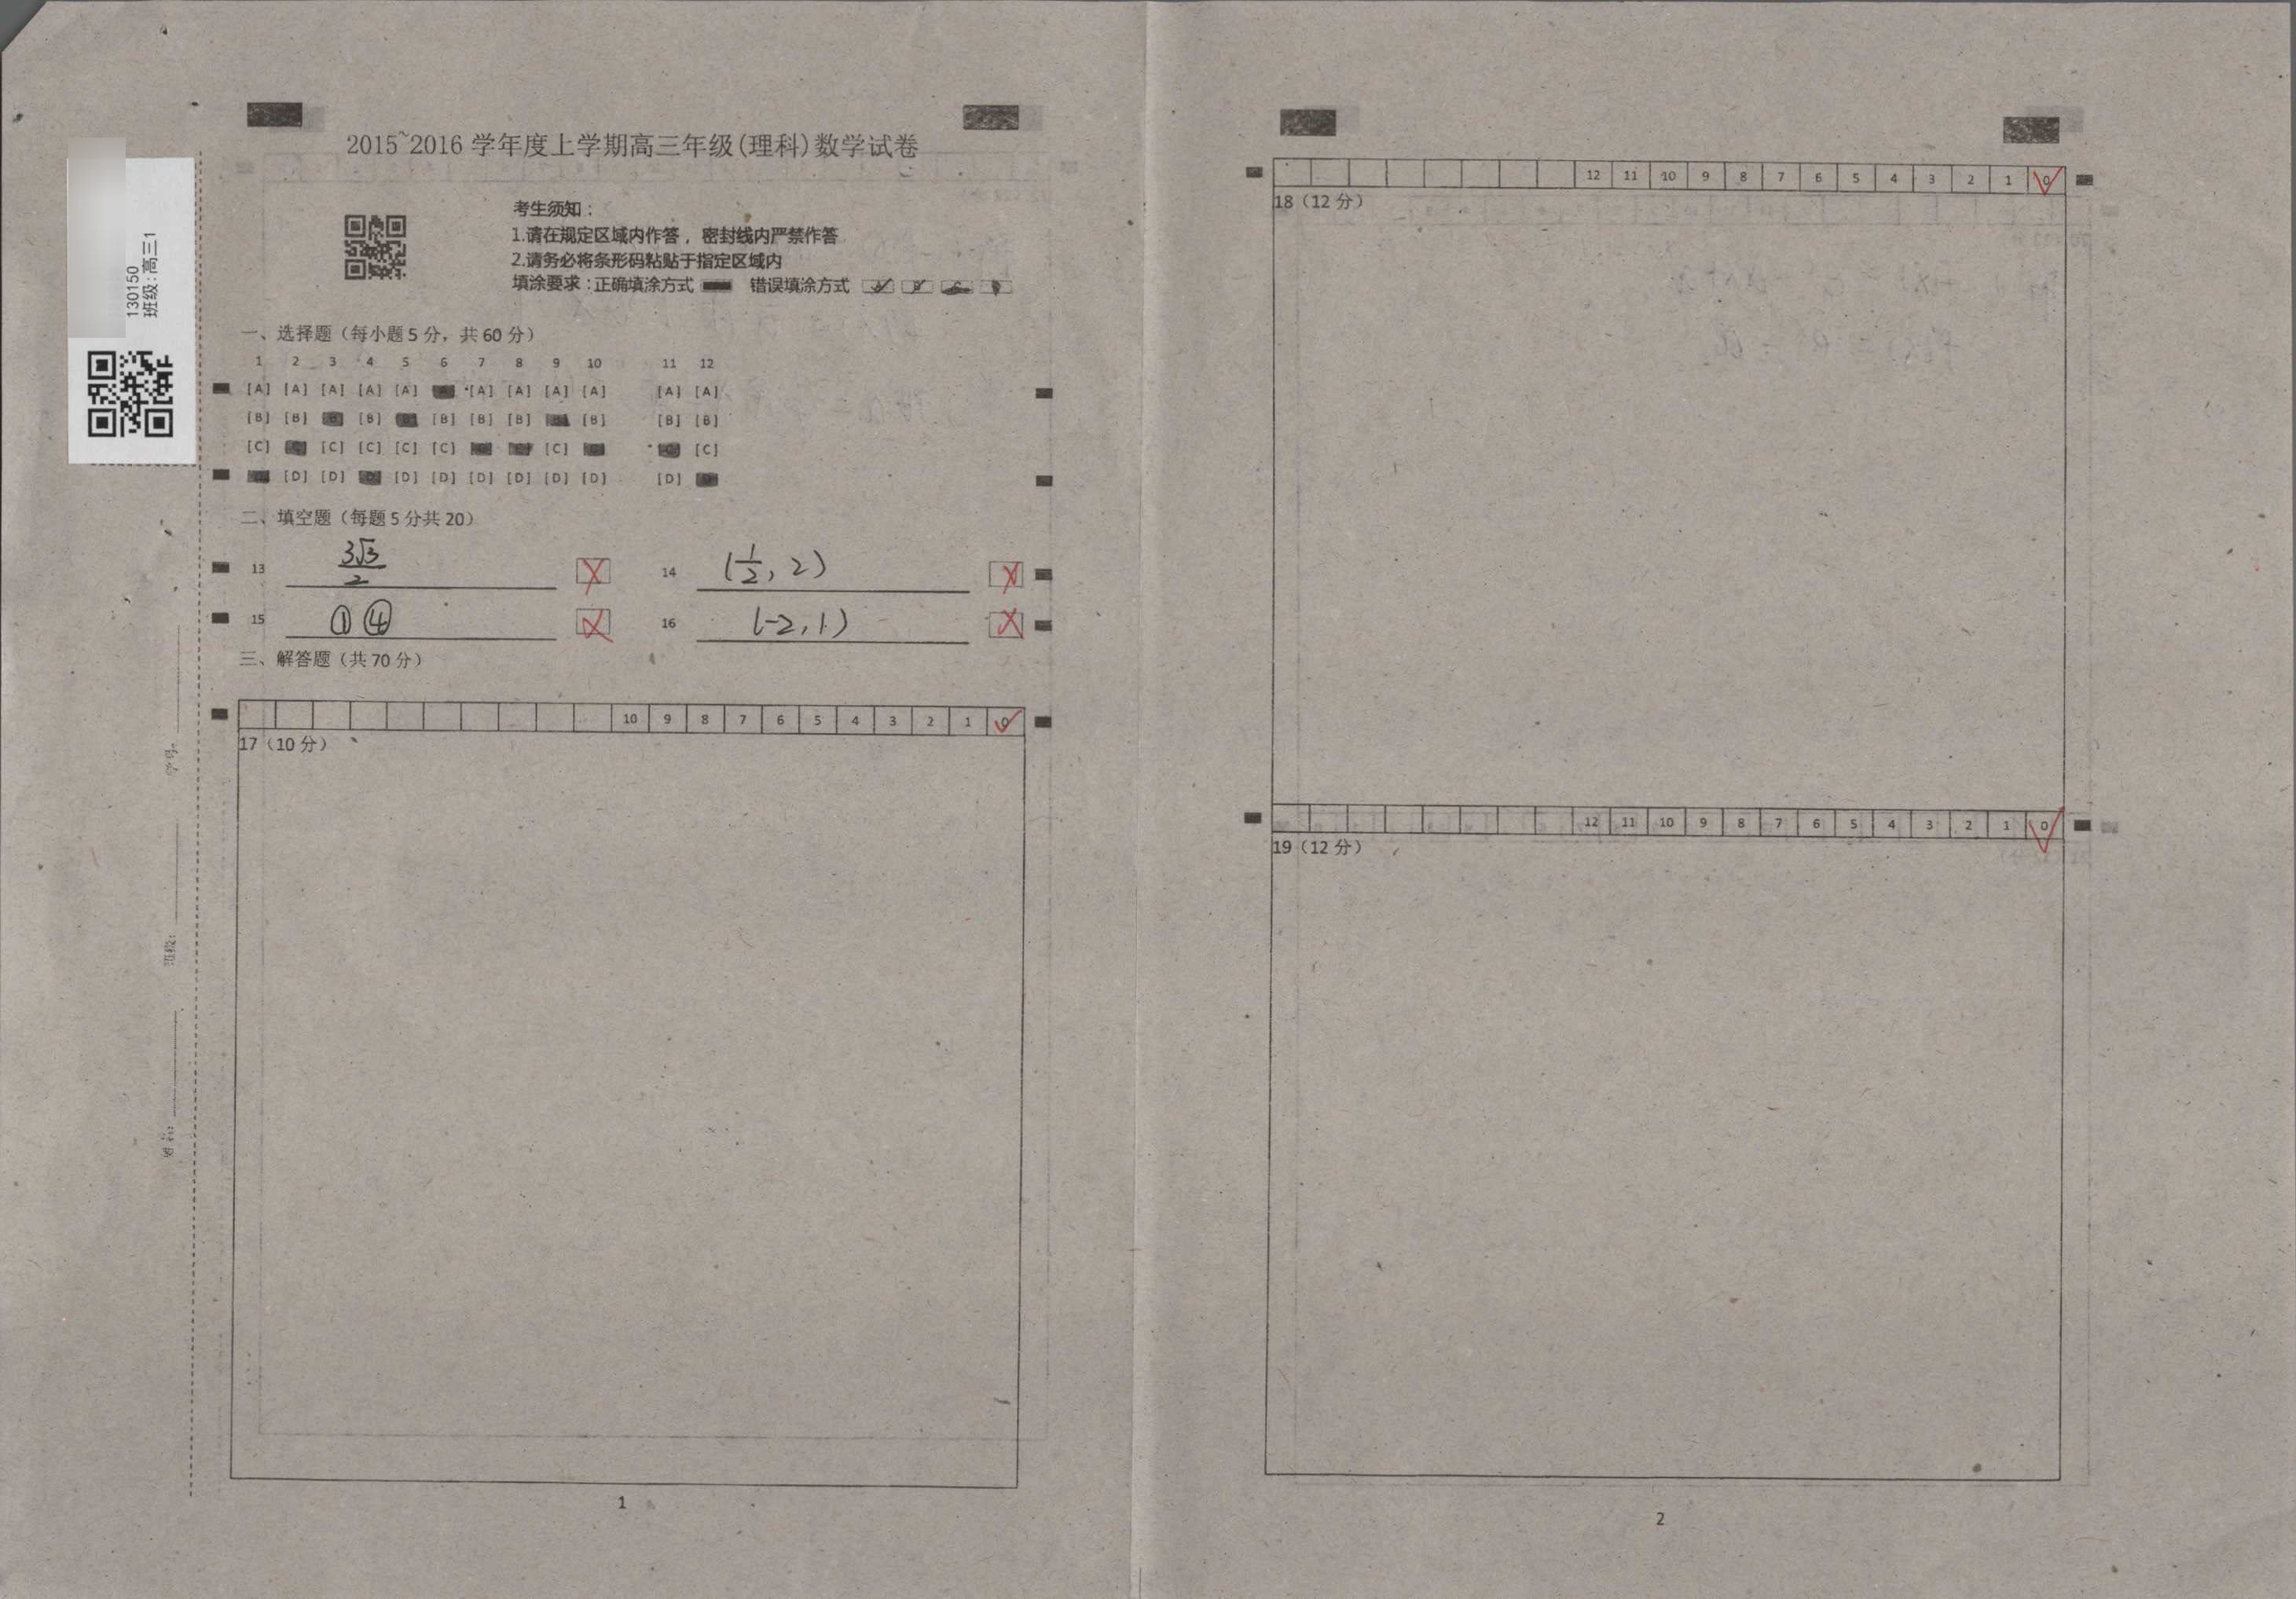 2015~2016 学年度上学期高三年级(理科)数学试卷
130150
班级:高三1
考生须知：
1.请在规定区域内作答，密封线内严禁作答
2.请务必将条形码粘贴于指定区域内
填涂要求：正确填涂方式 错误填涂方式
一、选择题（每小题 5 分，共 60 分）
1 2 3 4 5 6 7 8 9 10 11 12
[A] [A] [A] [A] [A] [A] [A] [A] [A] [A] [A]
[B] [B] [B] [B] [B] [B] [B] [B] [B]
[C] [C] [C] [C] [C] [C] [C]
[D] [D] [D] [D] [D] [D] [D] [D] [D]
二、填空题（每题 5 分共 20）
13 3√3/2 14 (1/2, 2)
15 ①④ 16 (-2,1)
三、解答题（共 70 分）
10 9 8 7 6 5 4 3 2 1 0
17（10 分）
学号：
班级：
姓名：
1
12 11 10 9 8 7 6 5 4 3 2 1 0
18（12 分）
12 11 10 9 8 7 6 5 4 3 2 1 0
19（12 分）
2